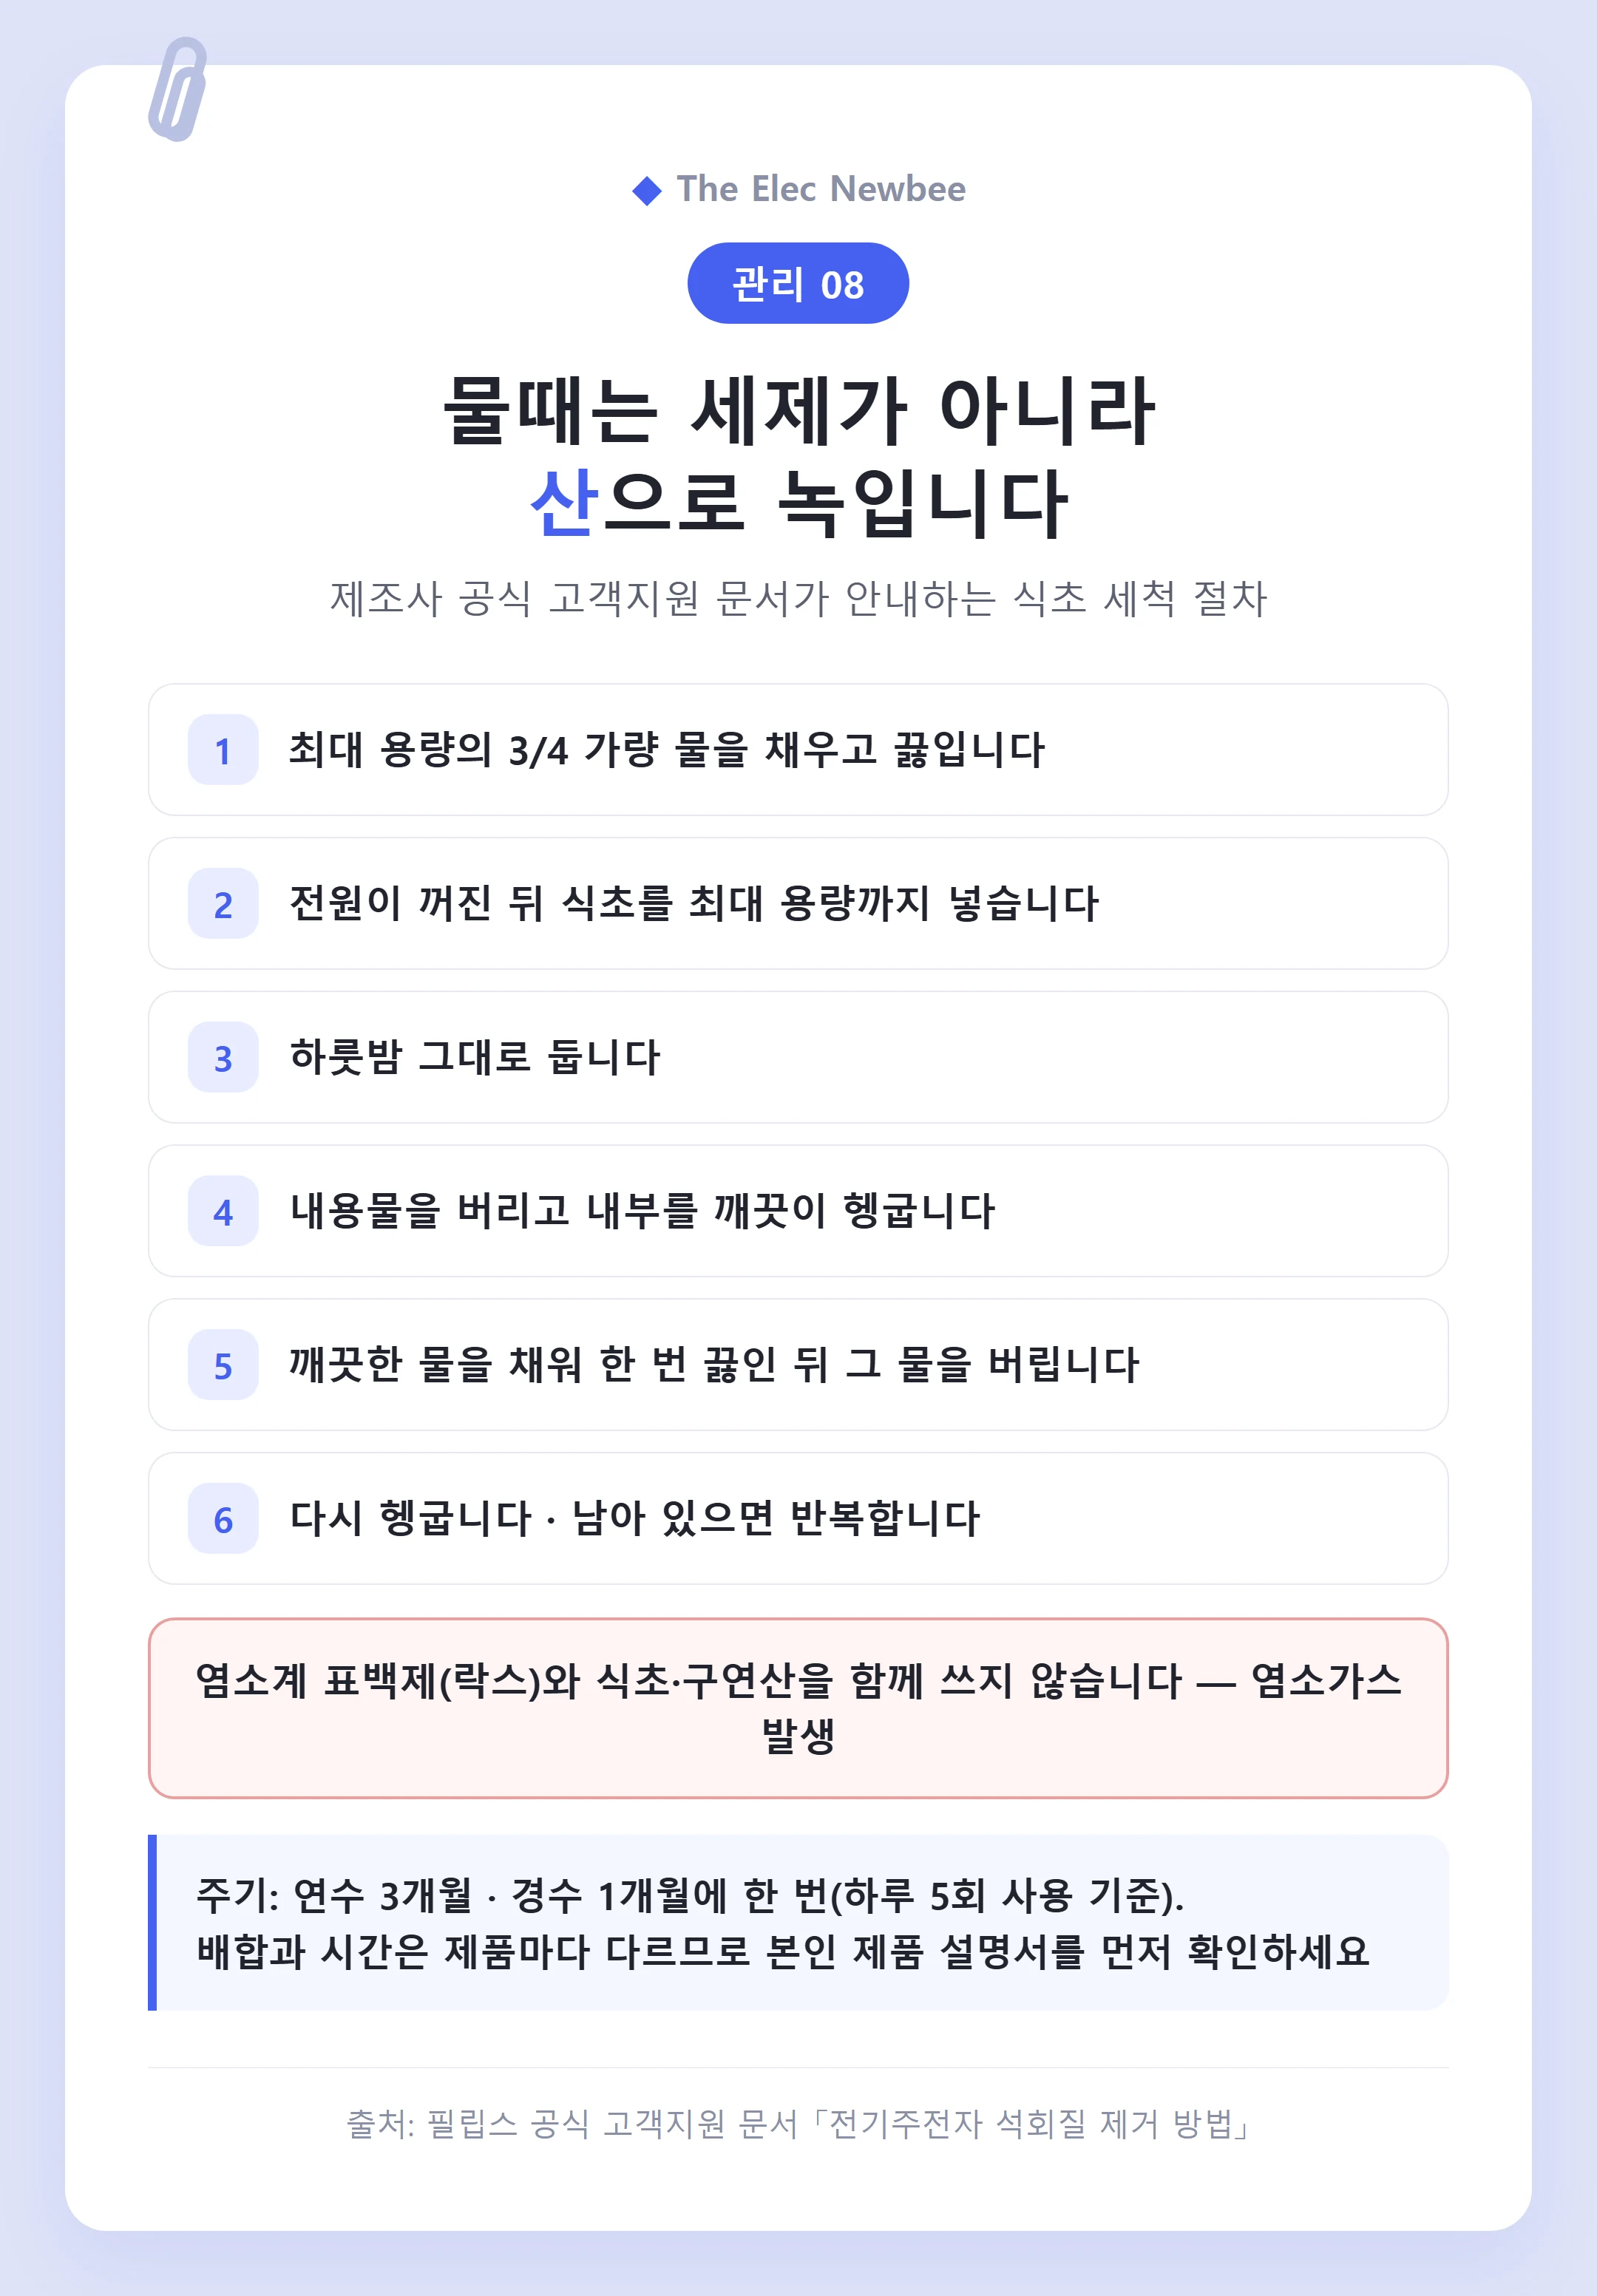 ◆ The Elec Newbee
관리 08
물때는 세제가 아니라
산으로 녹입니다
제조사 공식 고객지원 문서가 안내하는 식초 세척 절차
1 최대 용량의 3/4 가량 물을 채우고 끓입니다
2 전원이 꺼진 뒤 식초를 최대 용량까지 넣습니다
3 하룻밤 그대로 둡니다
4 내용물을 버리고 내부를 깨끗이 헹굽니다
5 깨끗한 물을 채워 한 번 끓인 뒤 그 물을 버립니다
6 다시 헹굽니다 · 남아 있으면 반복합니다
염소계 표백제(락스)와 식초·구연산을 함께 쓰지 않습니다 — 염소가스
발생
주기: 연수 3개월 · 경수 1개월에 한 번(하루 5회 사용 기준).
배합과 시간은 제품마다 다르므로 본인 제품 설명서를 먼저 확인하세요
출처: 필립스 공식 고객지원 문서「전기주전자 석회질 제거 방법」